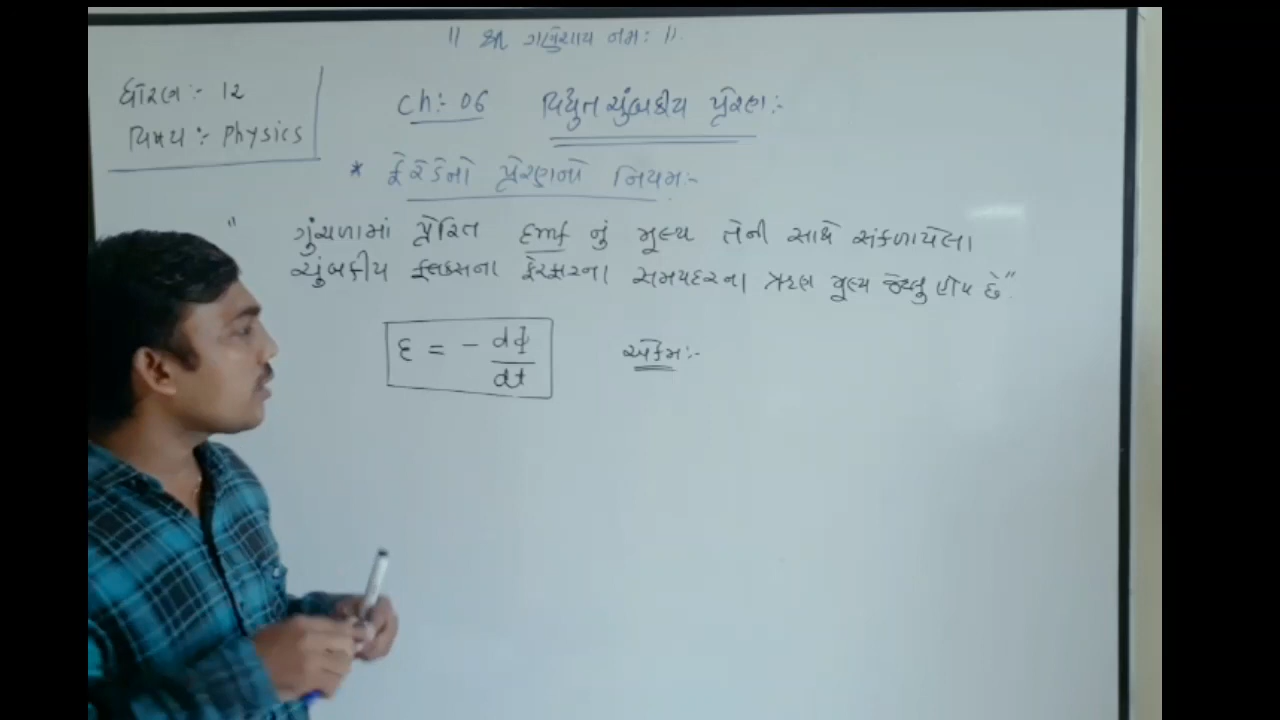 || શ્રી ગણેશાય નમઃ ||
ધોરણ :- 12
વિષય :- Physics
Ch :- 06 વિદ્યુત ચુંબકીય પ્રેરણ :-
* ફેરેડેનો પ્રેરણનો નિયમ :-
" ગુંચળામાં પ્રેરિત emf નું મૂલ્ય તેની સાથે સંકળાયેલા
ચુંબકીય ફ્લક્સના ફેરફારના સમયદરના ઋણ મૂલ્ય જેટલુ હોય છે "
ε = - dϕ/dt
એકમ :-